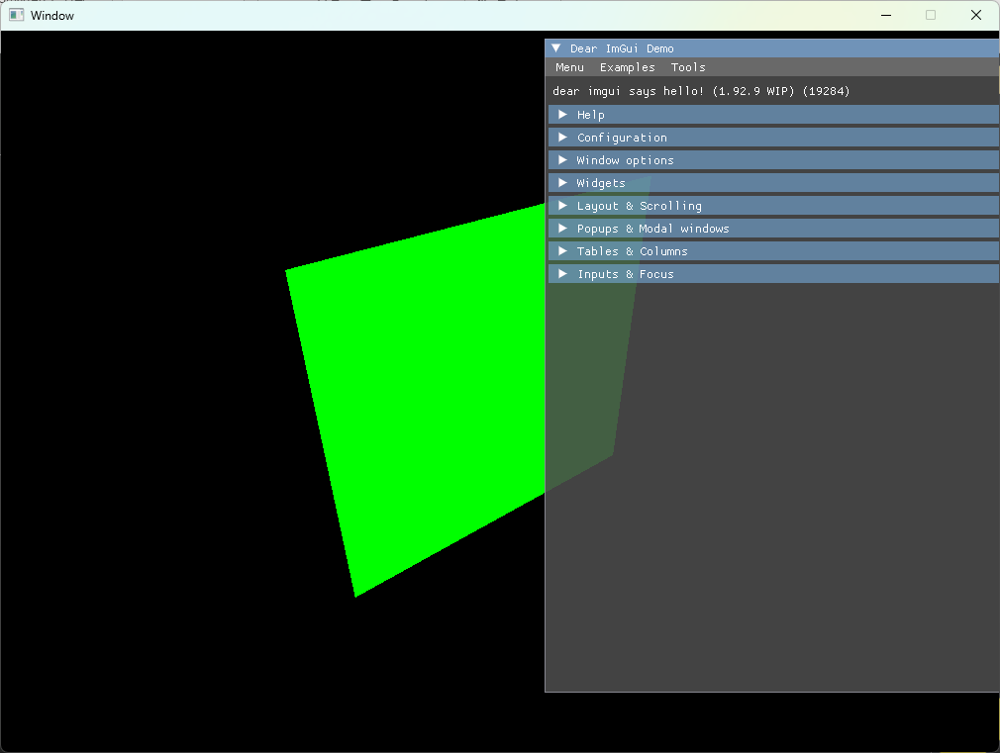 Window
Dear ImGui Demo
Menu Examples Tools
dear imgui says hello! (1.92.9 WIP) (19284)
Help
Configuration
Window options
Widgets
Layout & Scrolling
Popups & Modal windows
Tables & Columns
Inputs & Focus